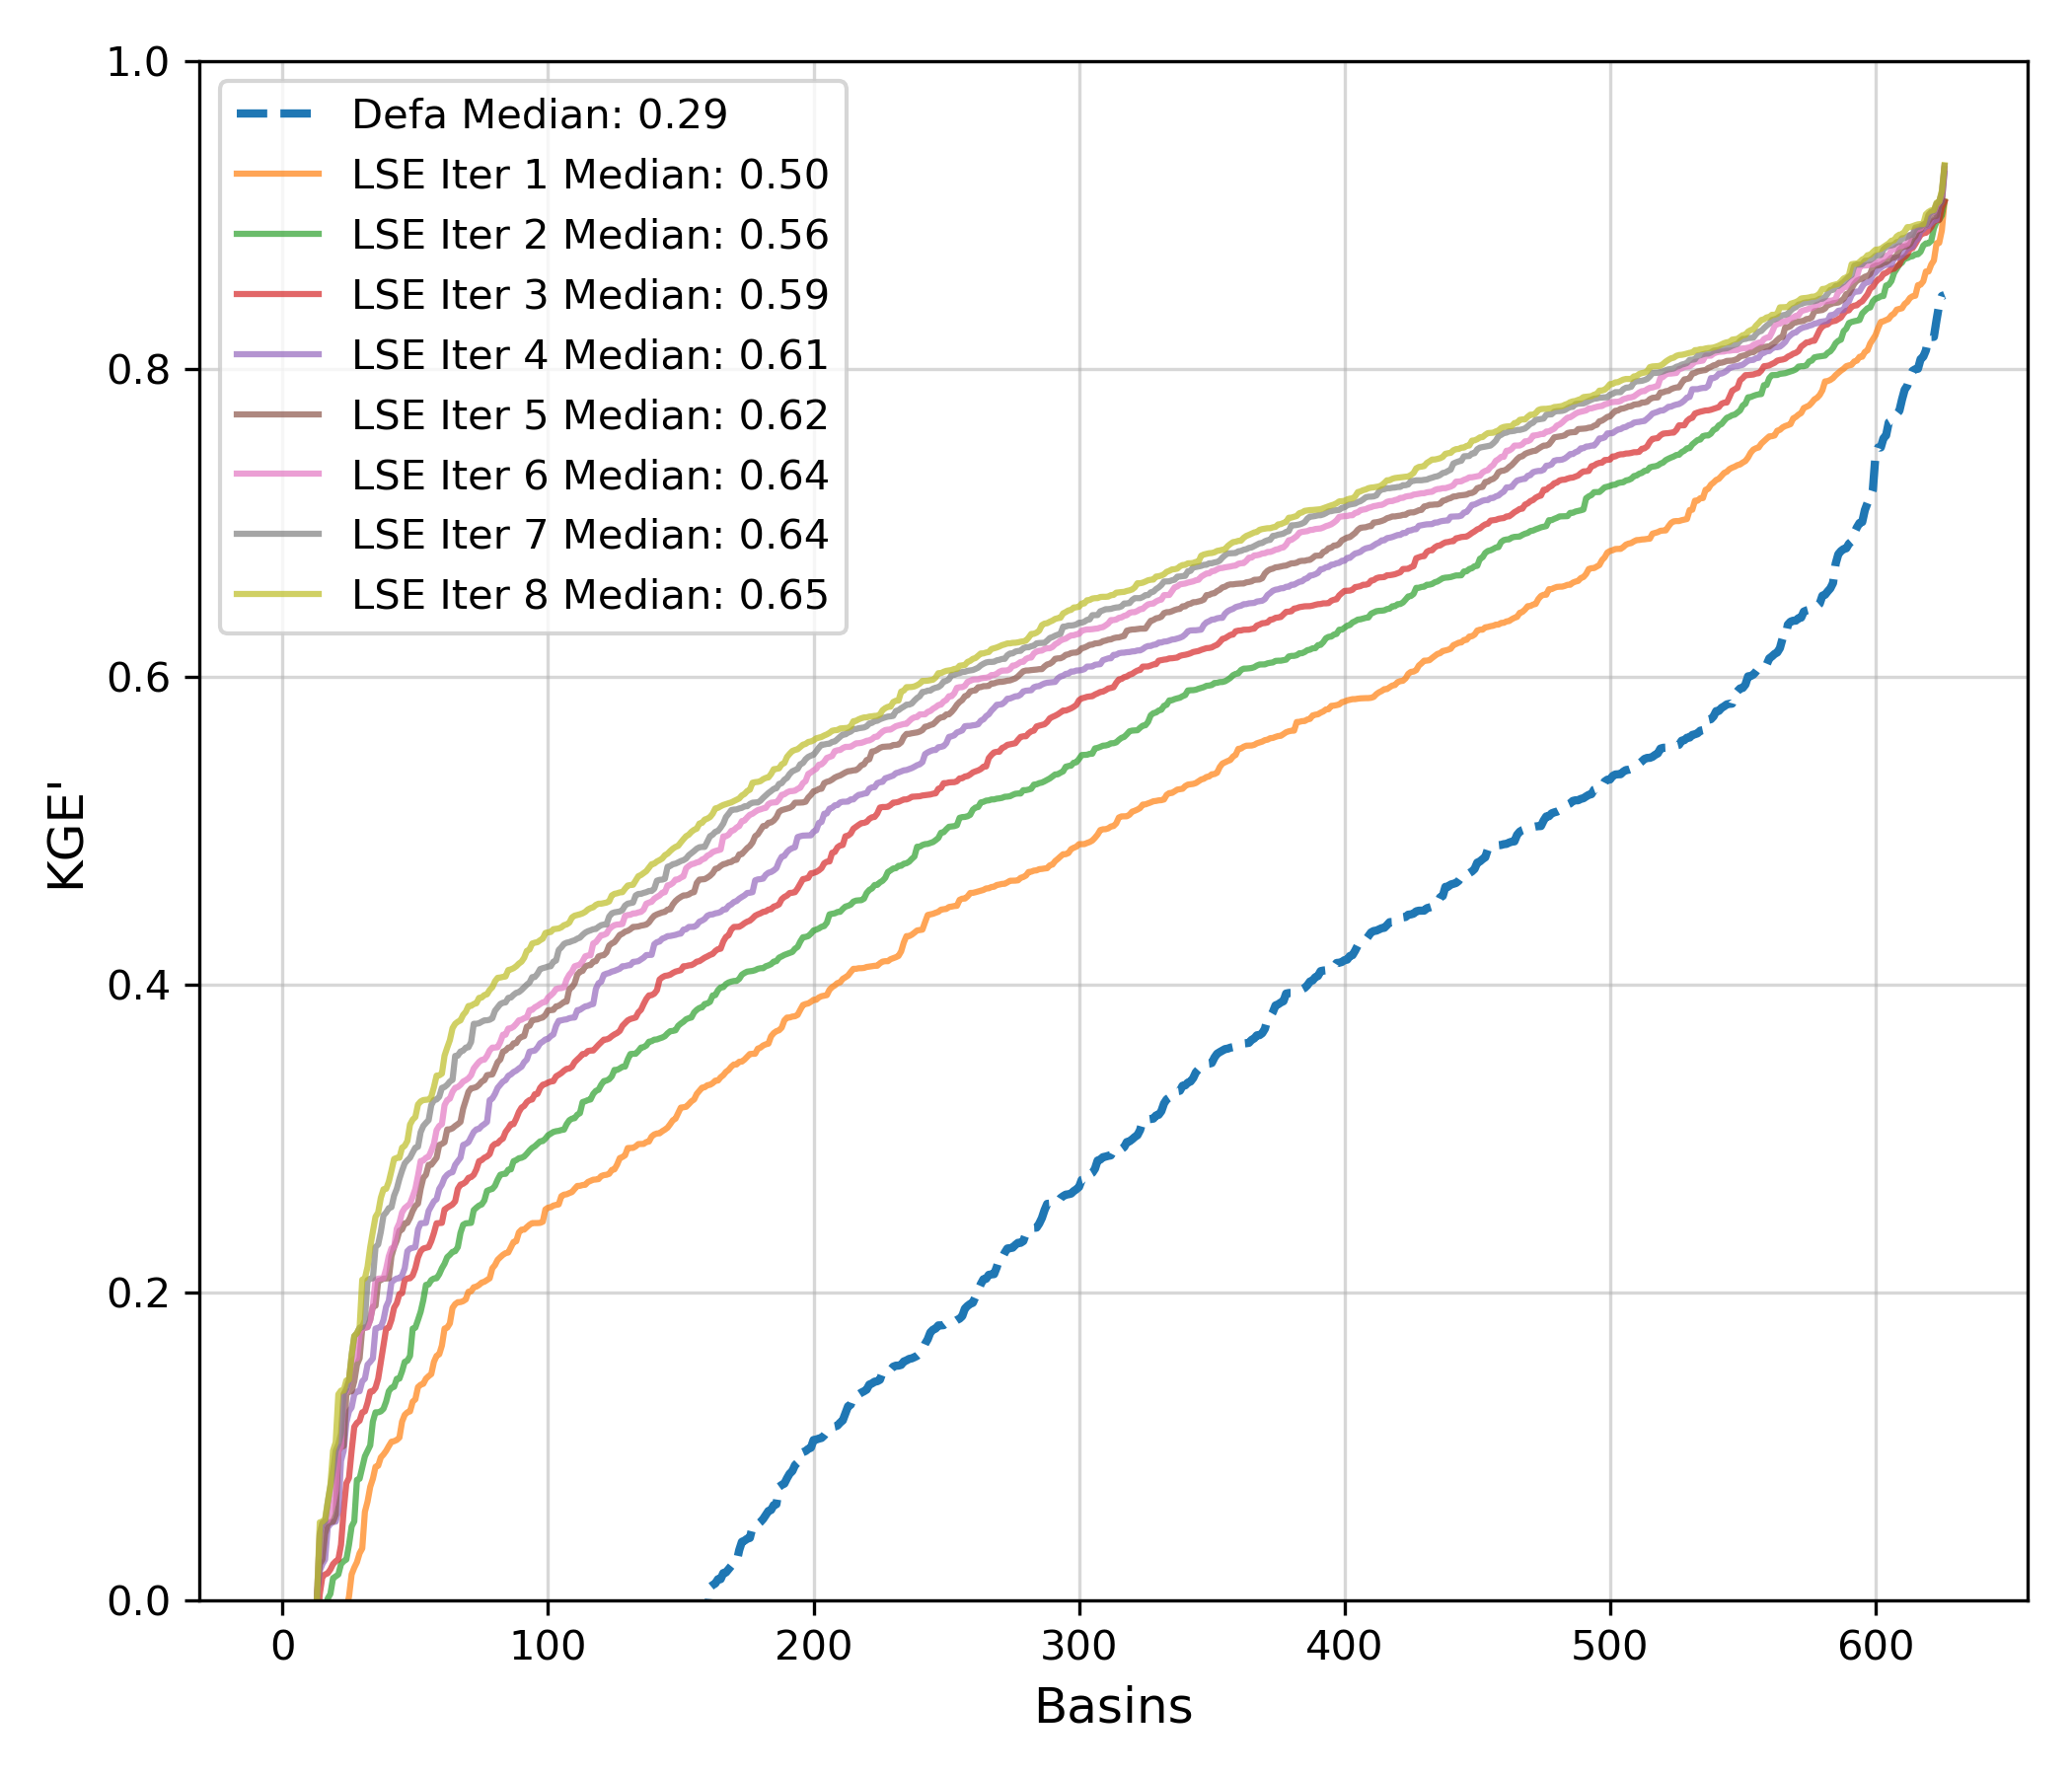 1.0
0.8
0.6
0.4
0.2
0.0
KGE'
Defa Median: 0.29
LSE Iter 1 Median: 0.50
LSE Iter 2 Median: 0.56
LSE Iter 3 Median: 0.59
LSE Iter 4 Median: 0.61
LSE Iter 5 Median: 0.62
LSE Iter 6 Median: 0.64
LSE Iter 7 Median: 0.64
LSE Iter 8 Median: 0.65
0 100 200 300 400 500 600
Basins